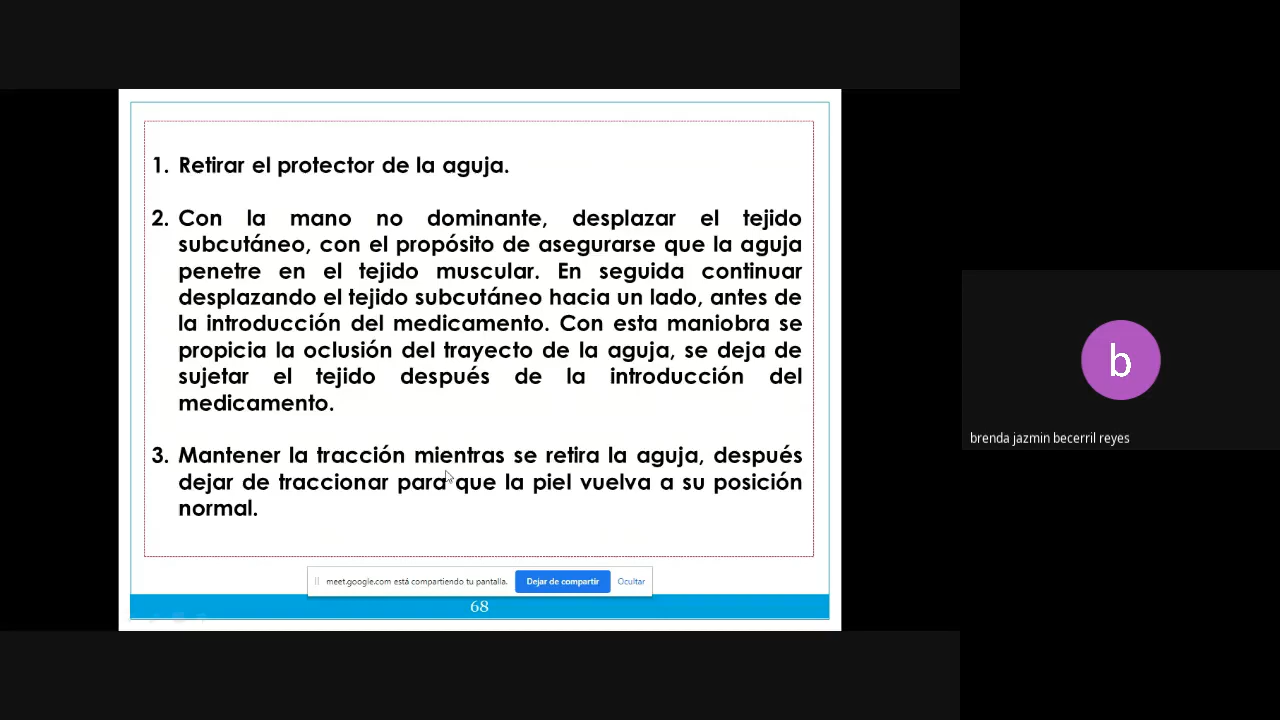 1. Retirar el protector de la aguja.
2. Con la mano no dominante, desplazar el tejido
subcutáneo, con el propósito de asegurarse que la aguja
penetre en el tejido muscular. En seguida continuar
desplazando el tejido subcutáneo hacia un lado, antes de
la introducción del medicamento. Con esta maniobra se
propicia la oclusión del trayecto de la aguja, se deja de
sujetar el tejido después de la introducción del
medicamento.
3. Mantener la tracción mientras se retira la aguja, después
dejar de traccionar para que la piel vuelva a su posición
normal.
meet.google.com está compartiendo tu pantalla. Dejar de compartir Ocultar
68
b
brenda jazmin becerril reyes